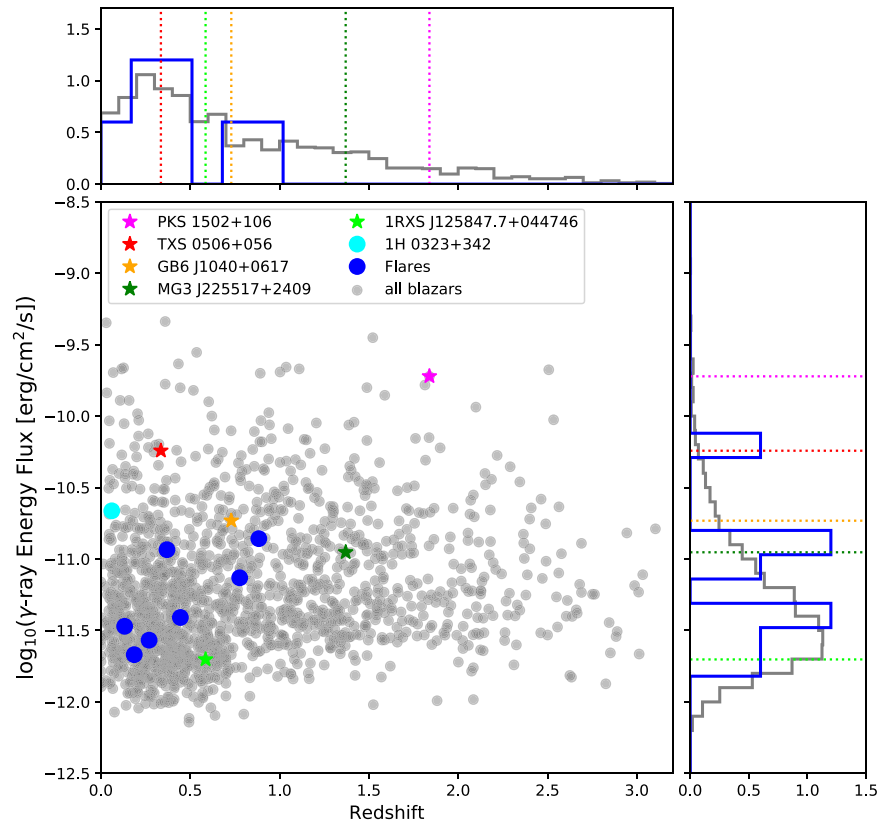 1.5
1.0
0.5
0.0
−8.5
−9.0
−9.5
−10.0
−10.5
−11.0
−11.5
−12.0
−12.5
log₁₀(γ-ray Energy Flux [erg/cm²/s])
PKS 1502+106
TXS 0506+056
GB6 J1040+0617
MG3 J225517+2409
1RXS J125847.7+044746
1H 0323+342
Flares
all blazars
0.0 0.5 1.0 1.5 2.0 2.5 3.0
Redshift
0.0 0.5 1.0 1.5